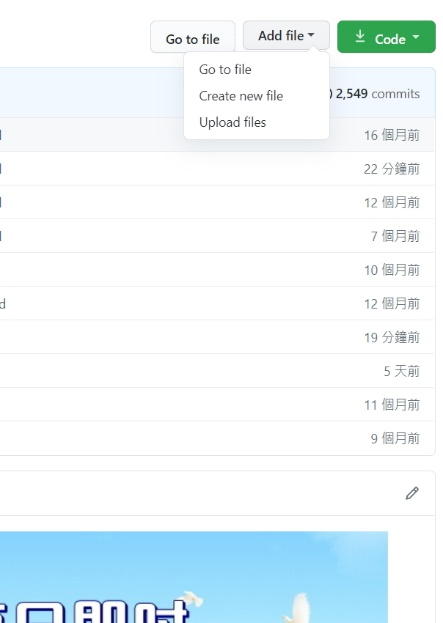 Go to file
Add file
Code
Go to file
Create new file
Upload files
2,549 commits
16 個月前
22 分鐘前
12 個月前
7 個月前
10 個月前
d
12 個月前
19 分鐘前
5 天前
11 個月前
9 個月前